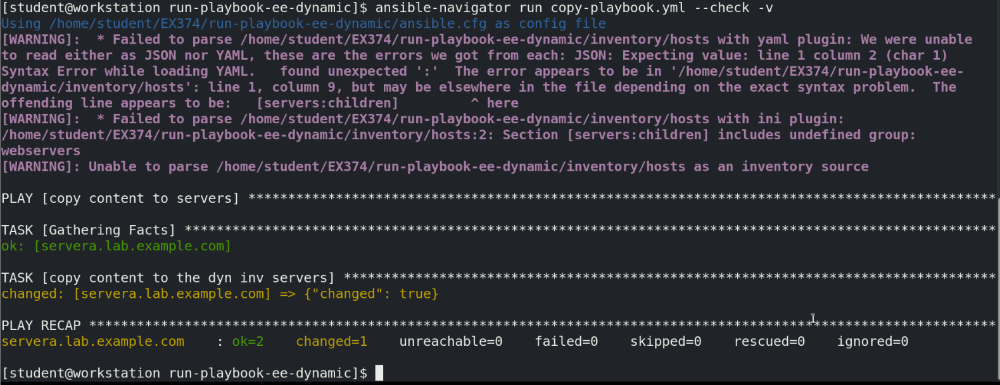 [student@workstation run-playbook-ee-dynamic]$ ansible-navigator run copy-playbook.yml --check -v
Using /home/student/EX374/run-playbook-ee-dynamic/ansible.cfg as config file
[WARNING]:  * Failed to parse /home/student/EX374/run-playbook-ee-dynamic/inventory/hosts with yaml plugin: We were unable
to read either as JSON nor YAML, these are the errors we got from each: JSON: Expecting value: line 1 column 2 (char 1)
Syntax Error while loading YAML.   found unexpected ':'  The error appears to be in '/home/student/EX374/run-playbook-ee-
dynamic/inventory/hosts': line 1, column 9, but may be elsewhere in the file depending on the exact syntax problem.  The
offending line appears to be:   [servers:children]         ^ here
[WARNING]:  * Failed to parse /home/student/EX374/run-playbook-ee-dynamic/inventory/hosts with ini plugin:
/home/student/EX374/run-playbook-ee-dynamic/inventory/hosts:2: Section [servers:children] includes undefined group:
webservers
[WARNING]: Unable to parse /home/student/EX374/run-playbook-ee-dynamic/inventory/hosts as an inventory source
PLAY [copy content to servers] **********************************************************************************************
TASK [Gathering Facts] ******************************************************************************************************
ok: [servera.lab.example.com]
TASK [copy content to the dyn inv servers] **********************************************************************************
changed: [servera.lab.example.com] => {"changed": true}
PLAY RECAP ******************************************************************************************************************
servera.lab.example.com    : ok=2    changed=1    unreachable=0    failed=0    skipped=0    rescued=0    ignored=0
[student@workstation run-playbook-ee-dynamic]$